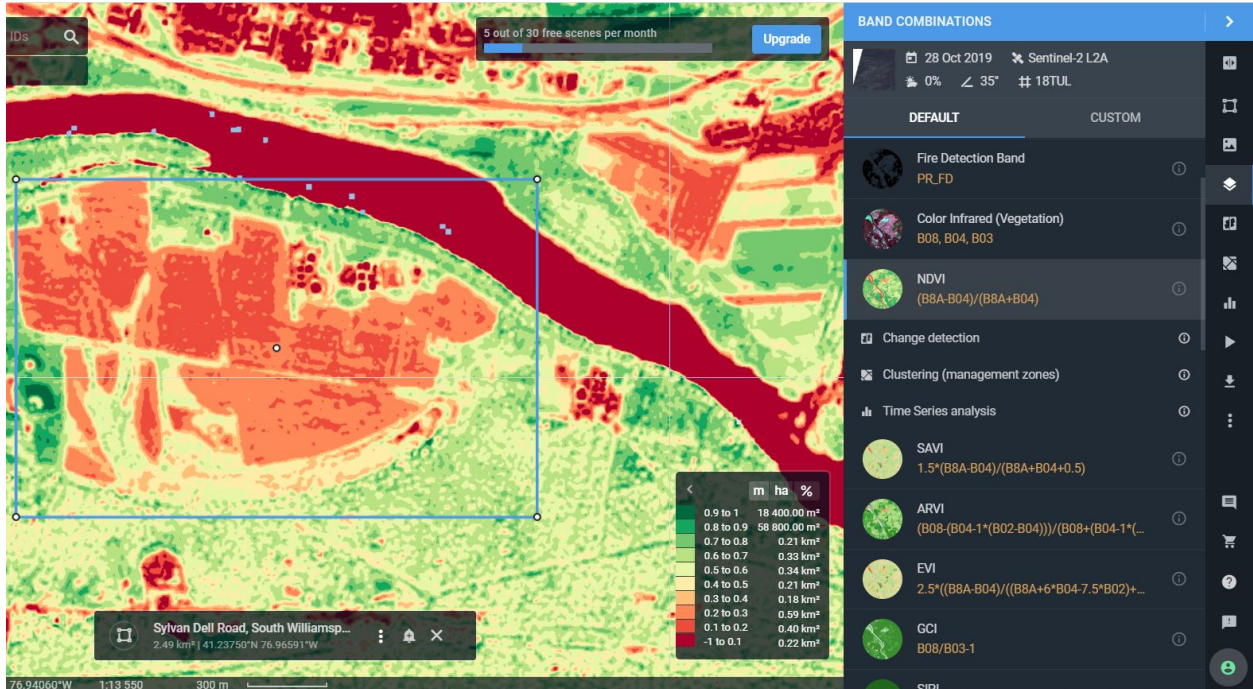 IDs
5 out of 30 free scenes per month
Upgrade
m ha %
0.9 to 1 18 400.00 m²
0.8 to 0.9 58 800.00 m²
0.7 to 0.8 0.21 km²
0.6 to 0.7 0.33 km²
0.5 to 0.6 0.34 km²
0.4 to 0.5 0.21 km²
0.3 to 0.4 0.18 km²
0.2 to 0.3 0.59 km²
0.1 to 0.2 0.40 km²
-1 to 0.1 0.22 km²
Sylvan Dell Road, South Williamsp...
2.49 km² | 41.23750°N 76.96591°W
76.94060°W 1:13 550 300 m
BAND COMBINATIONS
28 Oct 2019 Sentinel-2 L2A
0% 35° 18TUL
DEFAULT CUSTOM
Fire Detection Band
PR_FD
Color Infrared (Vegetation)
B08, B04, B03
NDVI
(B8A-B04)/(B8A+B04)
Change detection
Clustering (management zones)
Time Series analysis
SAVI
1.5*(B8A-B04)/(B8A+B04+0.5)
ARVI
(B08-(B04-1*(B02-B04)))/(B08+(B04-1*(...
EVI
2.5*((B8A-B04)/((B8A+6*B04-7.5*B02)+...
GCI
B08/B03-1